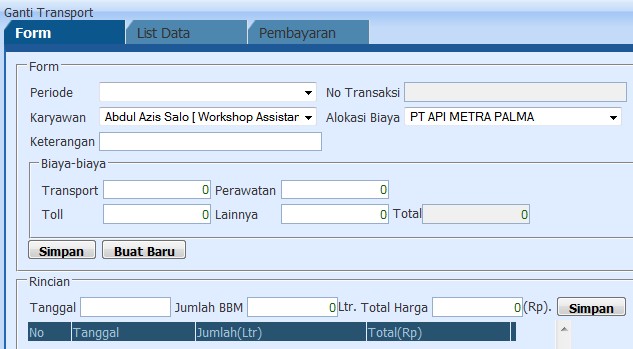 Ganti Transport
Form List Data Pembayaran
Form
Periode No Transaksi
Karyawan Abdul Azis Salo [ Workshop Assistan Alokasi Biaya PT API METRA PALMA
Keterangan
Biaya-biaya
Transport 0 Perawatan 0
Toll 0 Lainnya 0 Total 0
Simpan Buat Baru
Rincian
Tanggal Jumlah BBM 0 Ltr. Total Harga 0 (Rp). Simpan
No Tanggal Jumlah(Ltr) Total(Rp)